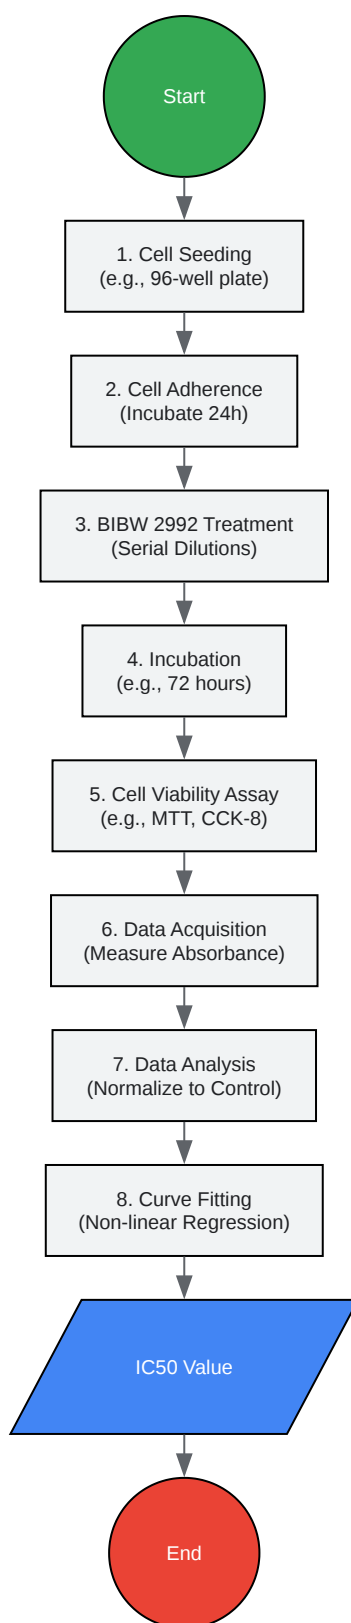 Start
1. Cell Seeding
(e.g., 96-well plate)
2. Cell Adherence
(Incubate 24h)
3. BIBW 2992 Treatment
(Serial Dilutions)
4. Incubation
(e.g., 72 hours)
5. Cell Viability Assay
(e.g., MTT, CCK-8)
6. Data Acquisition
(Measure Absorbance)
7. Data Analysis
(Normalize to Control)
8. Curve Fitting
(Non-linear Regression)
IC50 Value
End